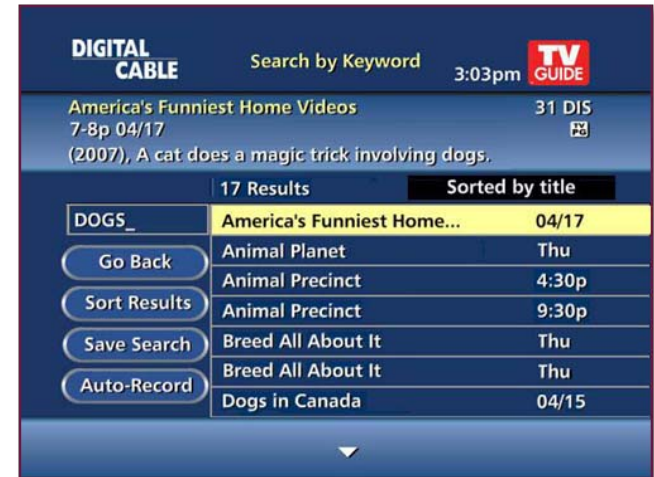 DIGITAL CABLE
Search by Keyword
3:03pm
TV GUIDE
America's Funniest Home Videos 31 DIS
7-8p 04/17 TV PG
(2007), A cat does a magic trick involving dogs.
17 Results Sorted by title
DOGS_
America's Funniest Home... 04/17
Go Back
Animal Planet Thu
Animal Precinct 4:30p
Sort Results
Animal Precinct 9:30p
Save Search
Breed All About It Thu
Breed All About It Thu
Auto-Record
Dogs in Canada 04/15